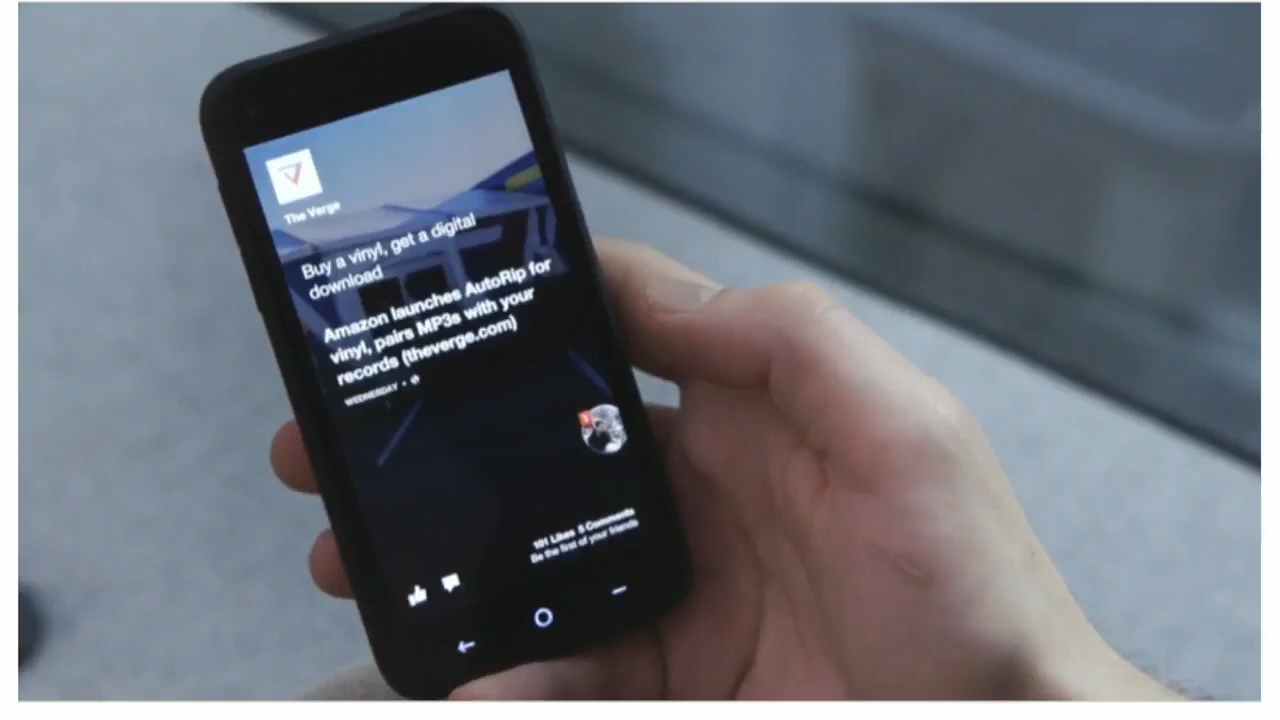 The Verge
Buy a vinyl, get a digital
download
Amazon launches AutoRip for
vinyl, pairs MP3s with your
records (theverge.com)
WEDNESDAY
101 Likes 5 Comments
Be the first of your friends